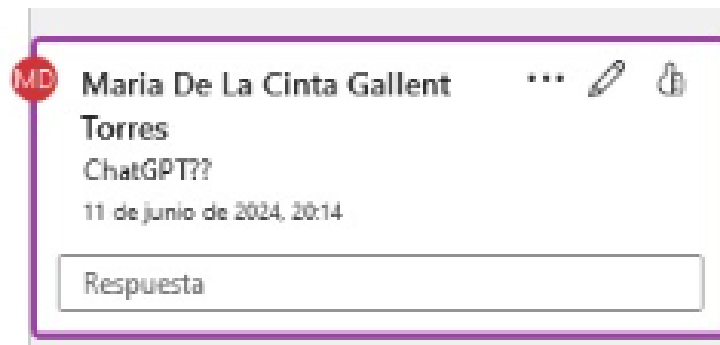 MD
Maria De La Cinta Gallent
Torres
ChatGPT??
11 de junio de 2024, 20:14
Respuesta